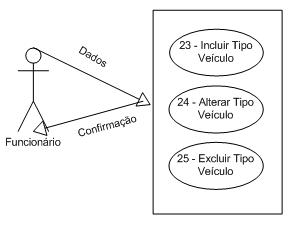 Dados
Confirmação
Funcionário
23 - Incluir Tipo
Veículo
24 - Alterar Tipo
Veículo
25 - Excluir Tipo
Veículo